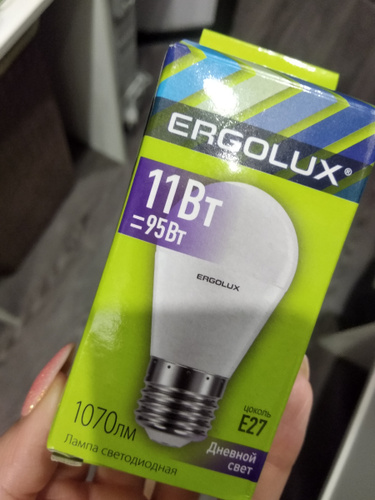 ERGOLUX®
11Вт
=95Вт
ERGOLUX
1070лм
Лампа светодиодная
цоколь
E27
Дневной
свет